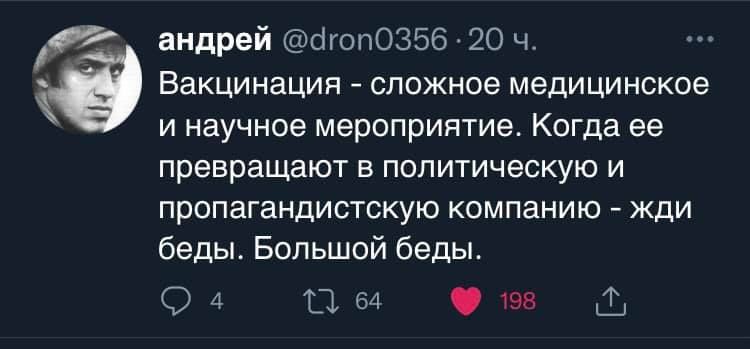 андрей @dron0356 · 20 ч.
Вакцинация - сложное медицинское
и научное мероприятие. Когда ее
превращают в политическую и
пропагандистскую компанию - жди
беды. Большой беды.
4 64 198